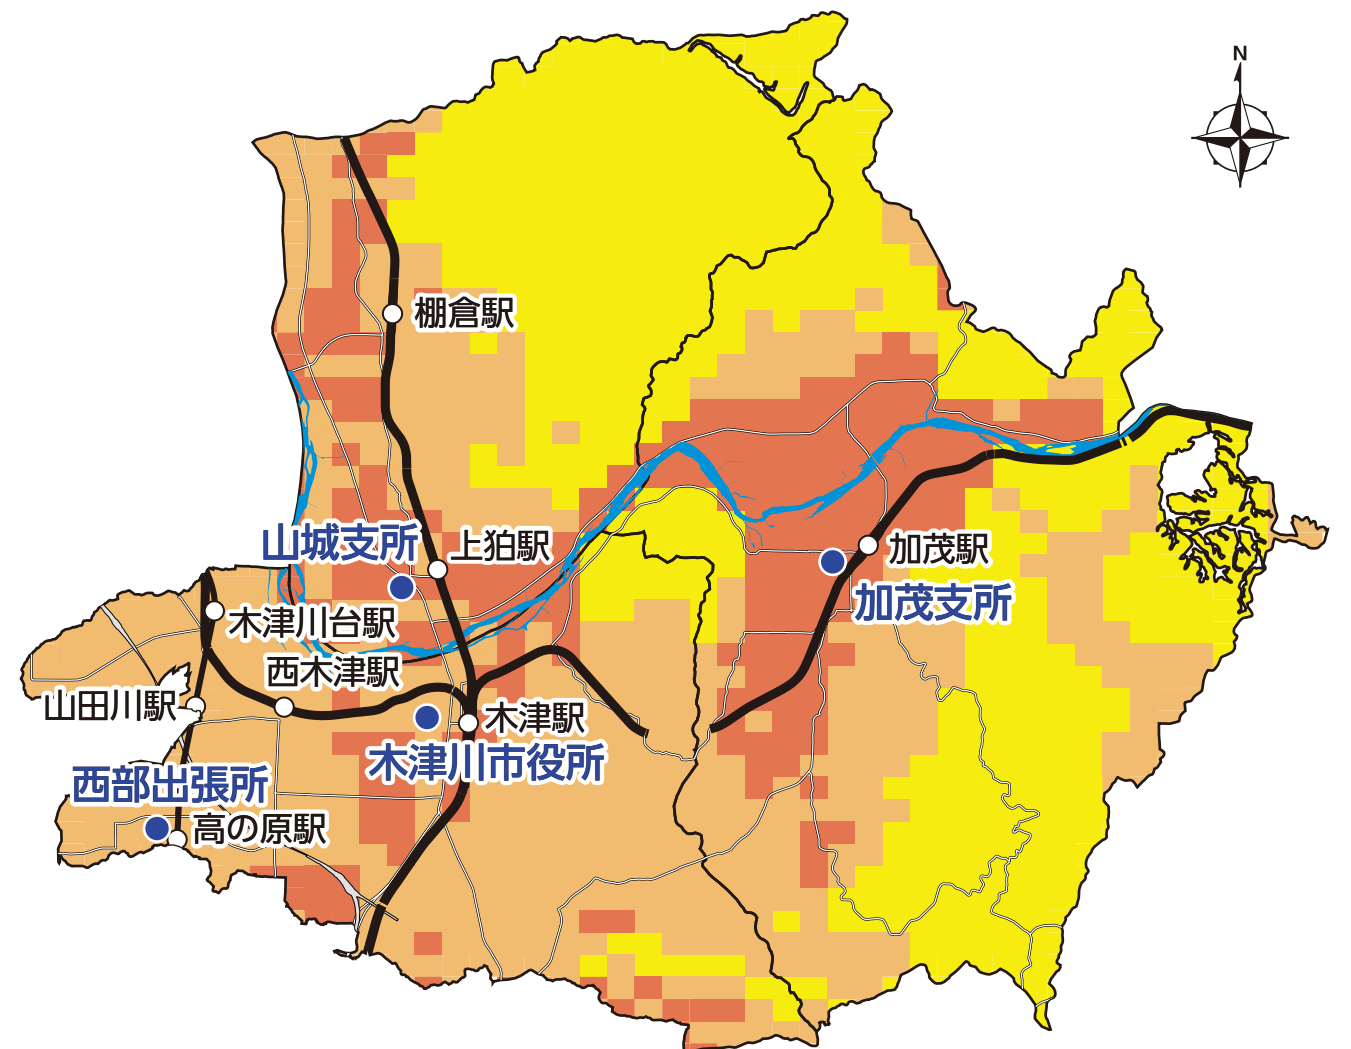 N
棚倉駅
山城支所
上狛駅
加茂駅
加茂支所
木津川台駅
西木津駅
山田川駅
木津駅
木津川市役所
西部出張所
高の原駅